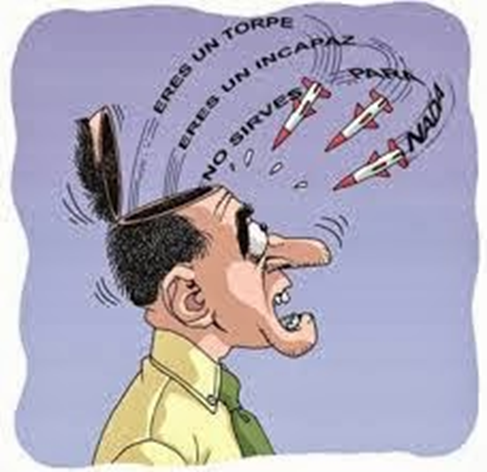 ERES UN TORPE
ERES UN INCAPAZ
NO SIRVES PARA NADA